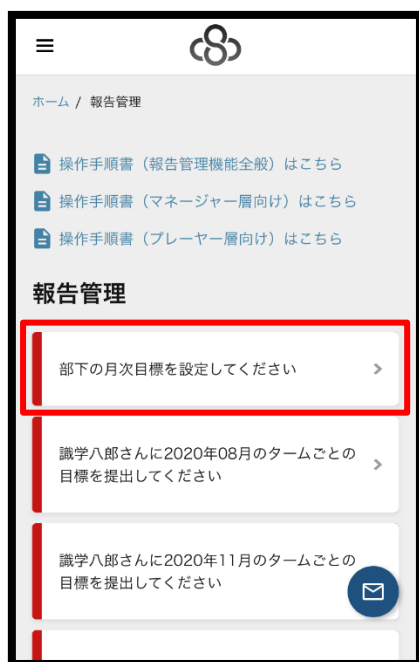 ホーム / 報告管理
操作手順書（報告管理機能全般）はこちら
操作手順書（マネージャー層向け）はこちら
操作手順書（プレーヤー層向け）はこちら
報告管理
部下の月次目標を設定してください
識学八郎さんに2020年08月のタームごとの
目標を提出してください
識学八郎さんに2020年11月のタームごとの
目標を提出してください